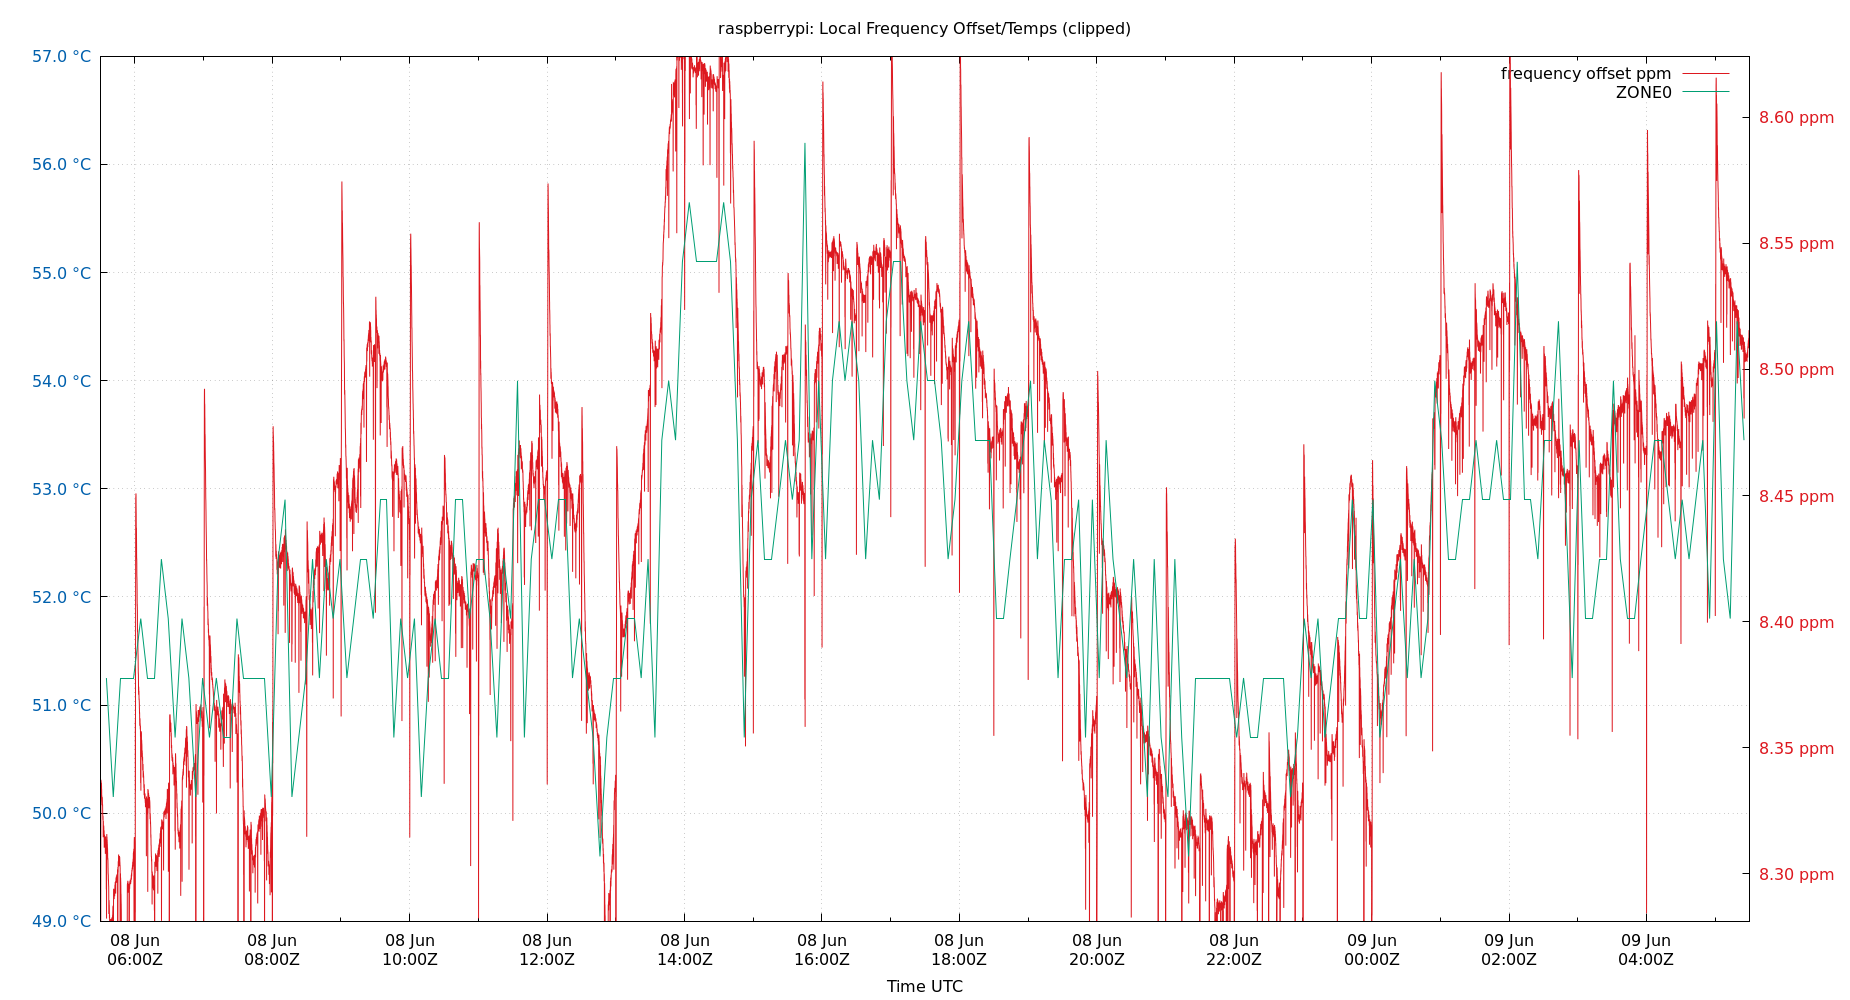 raspberrypi: Local Frequency Offset/Temps (clipped)
57.0 °C
56.0 °C
55.0 °C
54.0 °C
53.0 °C
52.0 °C
51.0 °C
50.0 °C
49.0 °C
frequency offset ppm
ZONE0
8.60 ppm
8.55 ppm
8.50 ppm
8.45 ppm
8.40 ppm
8.35 ppm
8.30 ppm
08 Jun 08 Jun 08 Jun 08 Jun 08 Jun 08 Jun 08 Jun 08 Jun 08 Jun 09 Jun 09 Jun 09 Jun
06:00Z 08:00Z 10:00Z 12:00Z 14:00Z 16:00Z 18:00Z 20:00Z 22:00Z 00:00Z 02:00Z 04:00Z
Time UTC